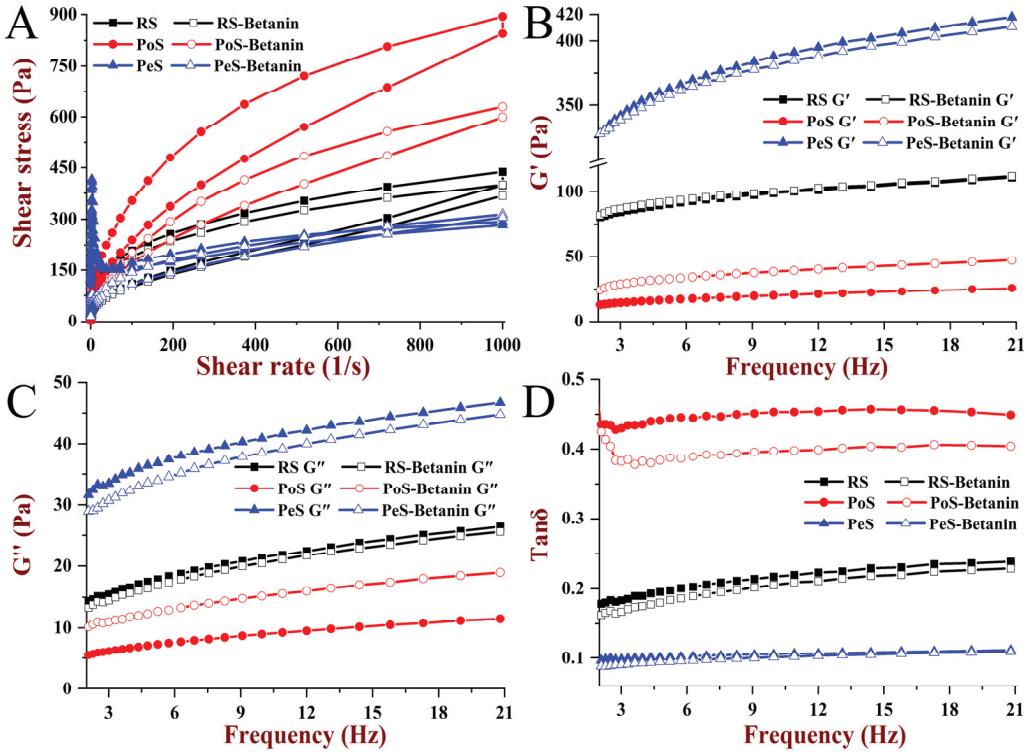 A
RS RS-Betanin
PoS PoS-Betanin
PeS PeS-Betanin
Shear stress (Pa)
900
750
600
450
300
150
0
0 200 400 600 800 1000
Shear rate (1/s)
B
RS G′ RS-Betanin G′
PoS G′ PoS-Betanin G′
PeS G′ PeS-Betanin G′
G′ (Pa)
420
400
350
100
50
0
3 6 9 12 15 18 21
Frequency (Hz)
C
RS G″ RS-Betanin G″
PoS G″ PoS-Betanin G″
PeS G″ PeS-Betanin G″
G″ (Pa)
50
40
30
20
10
0
3 6 9 12 15 18 21
Frequency (Hz)
D
RS RS-Betanin
PoS PoS-Betanin
PeS PeS-Betanin
Tanδ
0.5
0.4
0.3
0.2
0.1
3 6 9 12 15 18 21
Frequency (Hz)